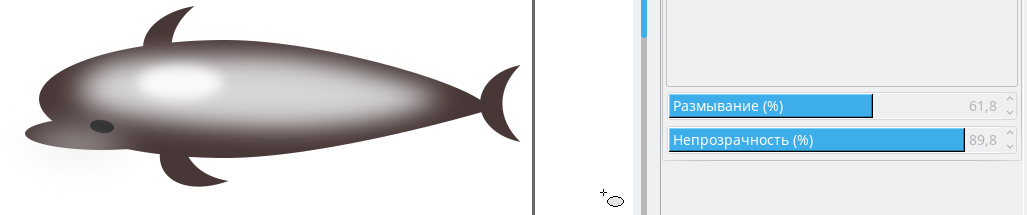 Размывание (%) 61,8
Непрозрачность (%) 89,8